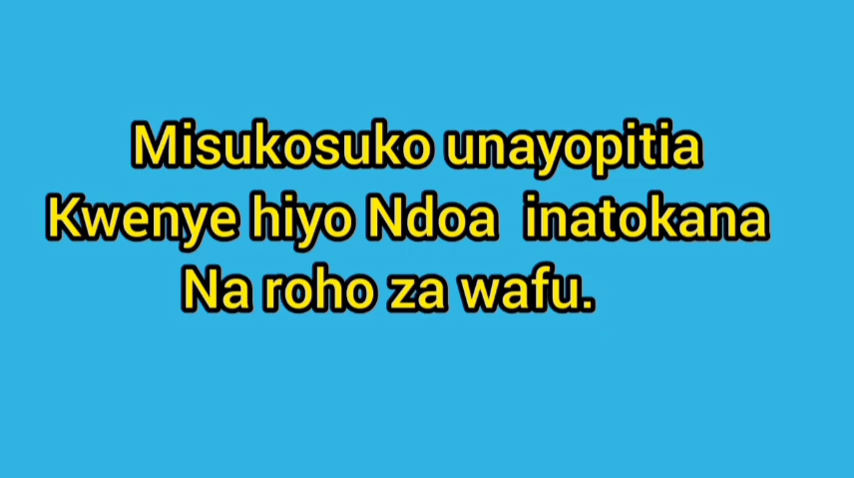 Misukosuko unayopitia
Kwenye hiyo Ndoa inatokana
Na roho za wafu.